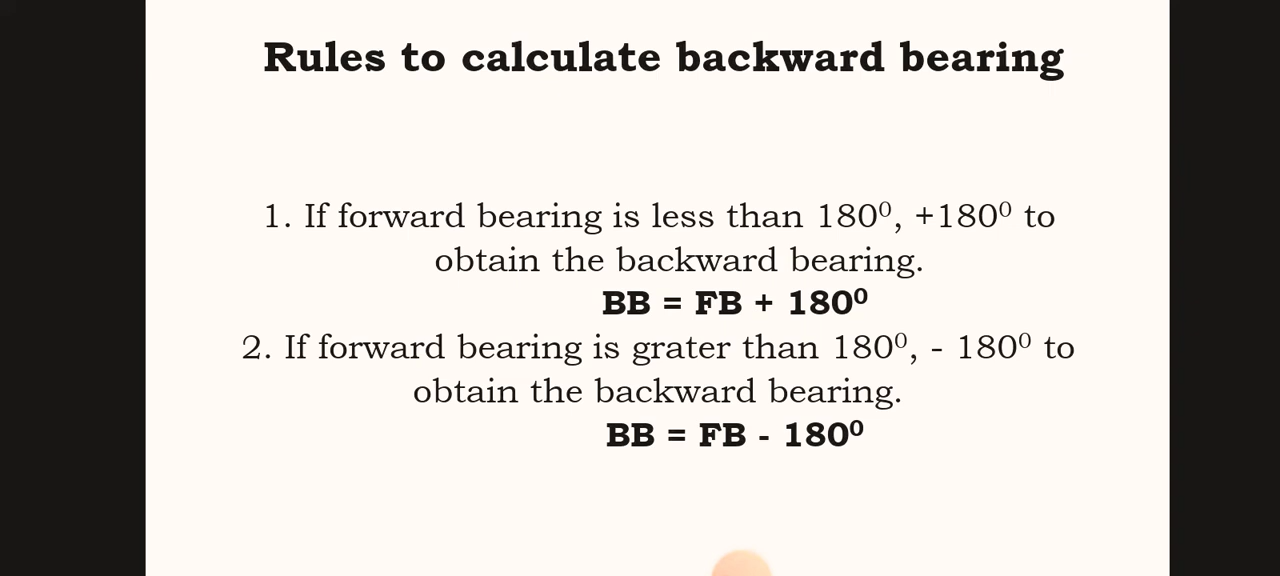 Rules to calculate backward bearing
1. If forward bearing is less than 180⁰, +180⁰ to
obtain the backward bearing.
BB = FB + 180⁰
2. If forward bearing is grater than 180⁰, - 180⁰ to
obtain the backward bearing.
BB = FB - 180⁰